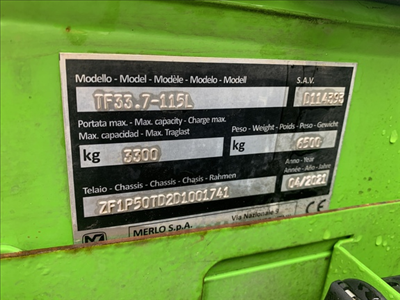 Modello - Model - Modèle - Modelo - Modell
S.A.V.
TF33.7-115L
Portata max. - Max. capacity - Charge max.
Max. capacidad - Max. Traglast
Peso - Weight - Poids - Peso - Gewicht
kg 3300
kg 6500
Telaio - Chassis - Chassis - Chasis - Rahmen
Anno - Year
Année - Año - Jahre
ZF1P50TD2D1001741
04/2021
M MERLO S.p.A.
Via Nazionale
CE